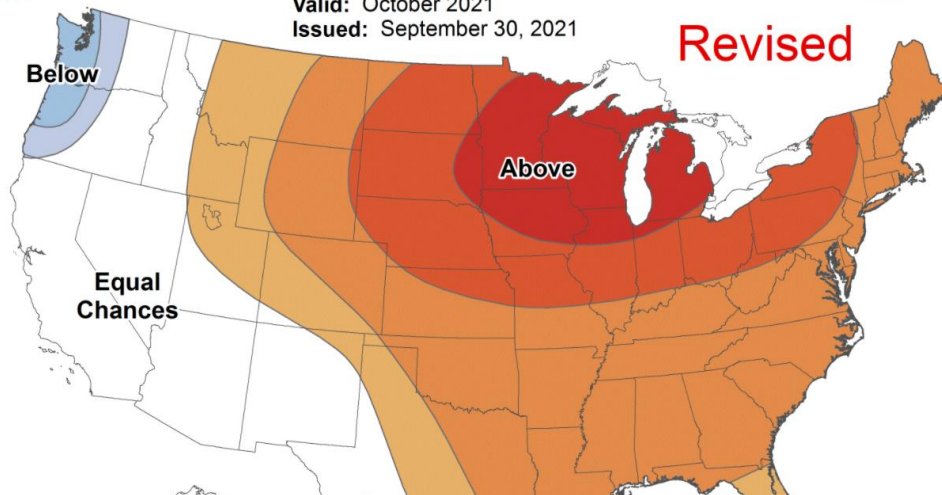 Valid: October 2021
Issued: September 30, 2021
Revised
Below
Above
Equal
Chances